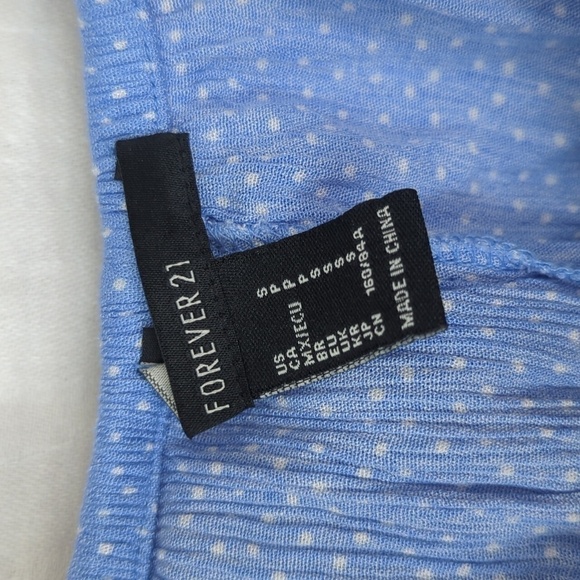 FOREVER 21
US S
CA S P
MX/ECU P
BR P
EU S
UK S
KR S
JP S
CN 160/84A
MADE IN CHINA